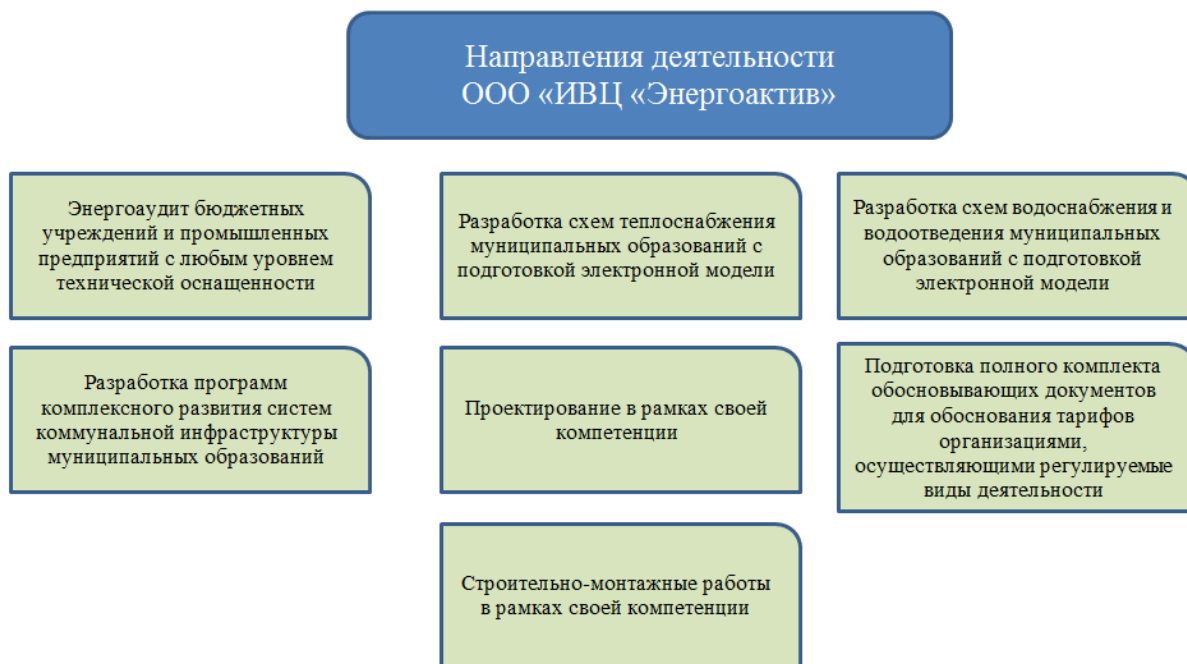 Направления деятельности
ООО «ИВЦ «Энергоактив»
Энергоаудит бюджетных
учреждений и промышленных
предприятий с любым уровнем
технической оснащенности
Разработка схем теплоснабжения
муниципальных образований с
подготовкой электронной модели
Разработка схем водоснабжения и
водоотведения муниципальных
образований с подготовкой
электронной модели
Разработка программ
комплексного развития систем
коммунальной инфраструктуры
муниципальных образований
Проектирование в рамках своей
компетенции
Подготовка полного комплекта
обосновывающих документов
для обоснования тарифов
организациями,
осуществляющими регулируемые
виды деятельности
Строительно-монтажные работы
в рамках своей компетенции